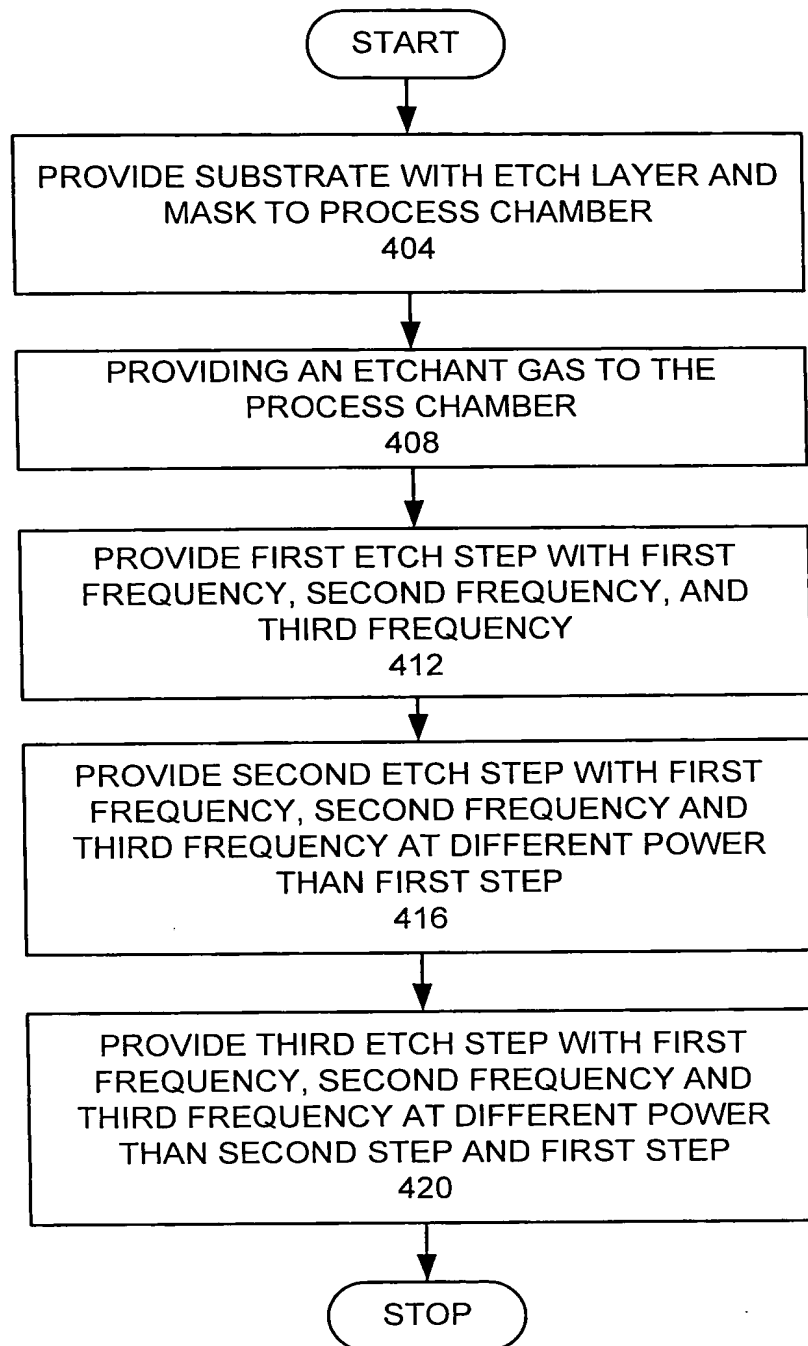 START
PROVIDE SUBSTRATE WITH ETCH LAYER AND
MASK TO PROCESS CHAMBER
404
PROVIDING AN ETCHANT GAS TO THE
PROCESS CHAMBER
408
PROVIDE FIRST ETCH STEP WITH FIRST
FREQUENCY, SECOND FREQUENCY, AND
THIRD FREQUENCY
412
PROVIDE SECOND ETCH STEP WITH FIRST
FREQUENCY, SECOND FREQUENCY AND
THIRD FREQUENCY AT DIFFERENT POWER
THAN FIRST STEP
416
PROVIDE THIRD ETCH STEP WITH FIRST
FREQUENCY, SECOND FREQUENCY AND
THIRD FREQUENCY AT DIFFERENT POWER
THAN SECOND STEP AND FIRST STEP
420
STOP